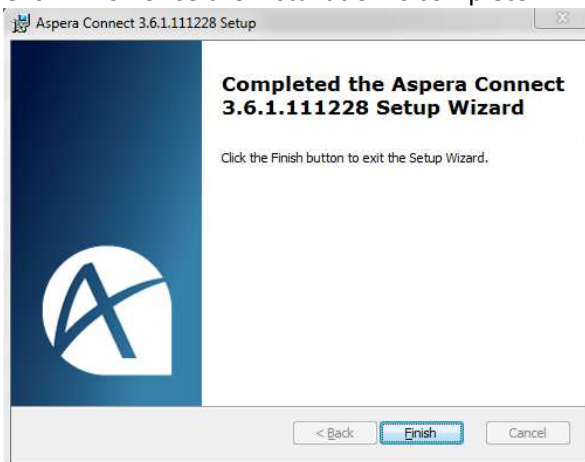 Aspera Connect 3.6.1.111228 Setup
Completed the Aspera Connect
3.6.1.111228 Setup Wizard
Click the Finish button to exit the Setup Wizard.
< Back Finish Cancel